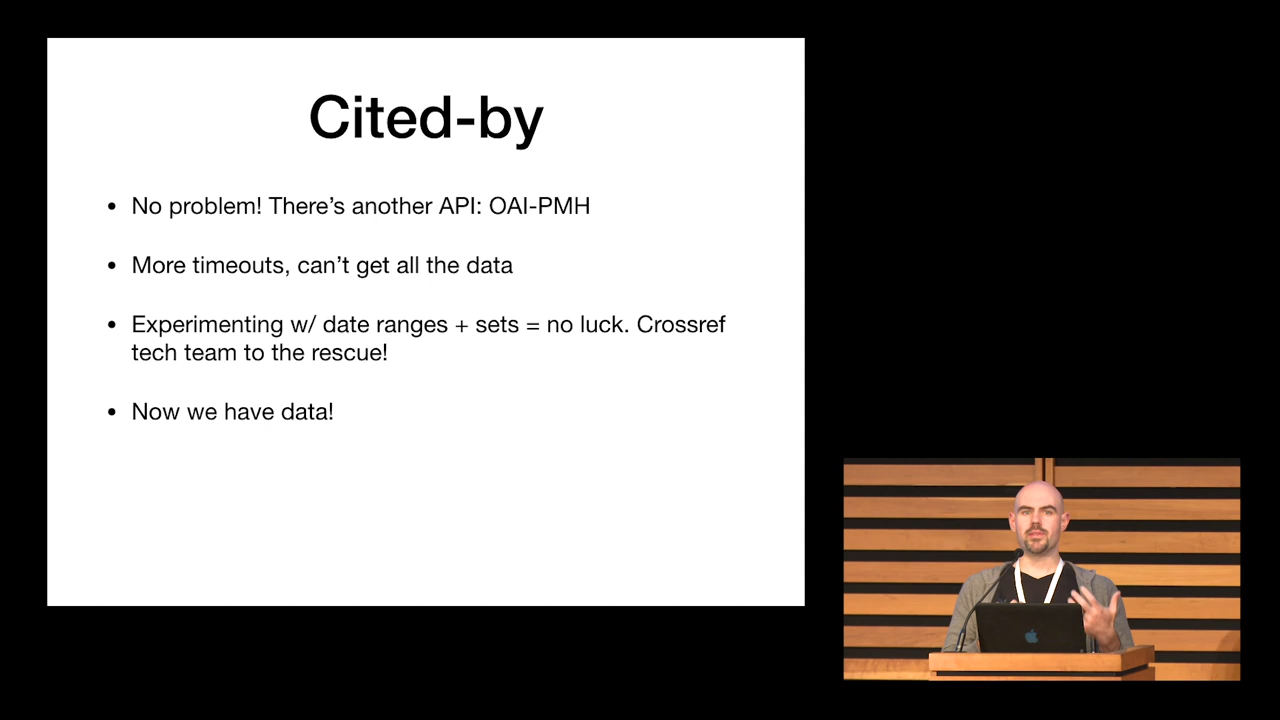 Cited-by
• No problem! There’s another API: OAI-PMH
• More timeouts, can’t get all the data
• Experimenting w/ date ranges + sets = no luck. Crossref
tech team to the rescue!
• Now we have data!